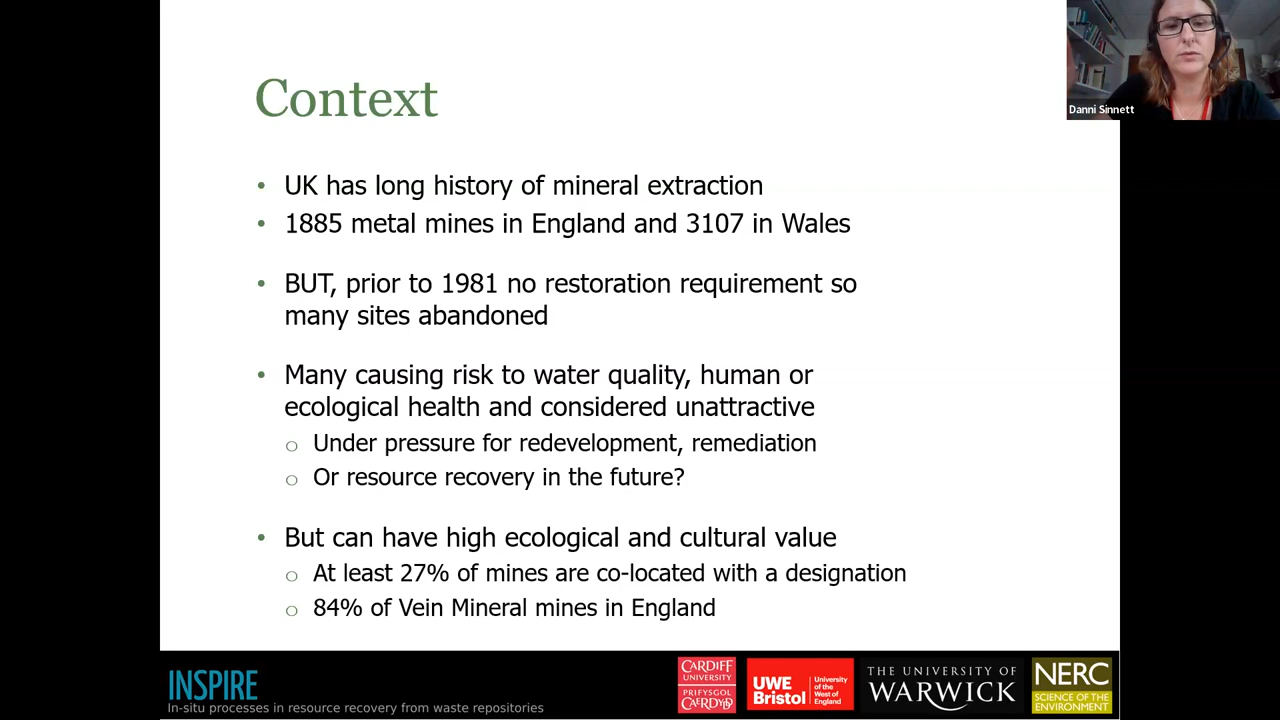 Context
Danni Sinnett
• UK has long history of mineral extraction
• 1885 metal mines in England and 3107 in Wales
• BUT, prior to 1981 no restoration requirement so
many sites abandoned
• Many causing risk to water quality, human or
ecological health and considered unattractive
o Under pressure for redevelopment, remediation
o Or resource recovery in the future?
• But can have high ecological and cultural value
o At least 27% of mines are co-located with a designation
o 84% of Vein Mineral mines in England
INSPIRE
In-situ processes in resource recovery from waste repositories
CARDIFF
UNIVERSITY
PRIFYSGOL
CAERDYDD
UWE
Bristol
University
of the
West of
England
THE UNIVERSITY OF
WARWICK
NERC
SCIENCE OF THE
ENVIRONMENT